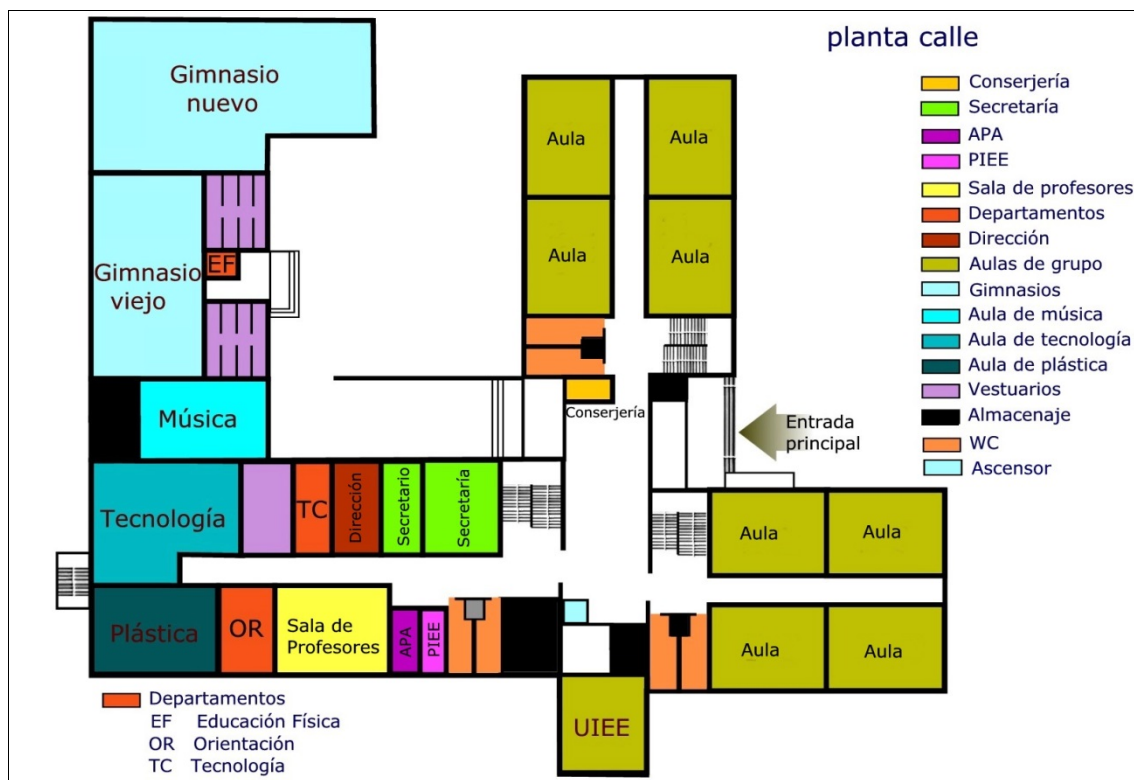 planta calle
Gimnasio
nuevo
Aula
Aula
Conserjería
Secretaría
APA
PIEE
Sala de profesores
Departamentos
Dirección
Aulas de grupo
Gimnasios
Aula de música
Aula de tecnología
Aula de plástica
Vestuarios
Almacenaje
WC
Ascensor
Aula
Aula
EF
Gimnasio
viejo
Música
Conserjería
Entrada
principal
Tecnología
TC
Dirección
Secretario
Secretaría
Aula
Aula
Plástica
OR
Sala de
Profesores
APA
PIEE
Aula
Aula
UIEE
Departamentos
EF Educación Física
OR Orientación
TC Tecnología